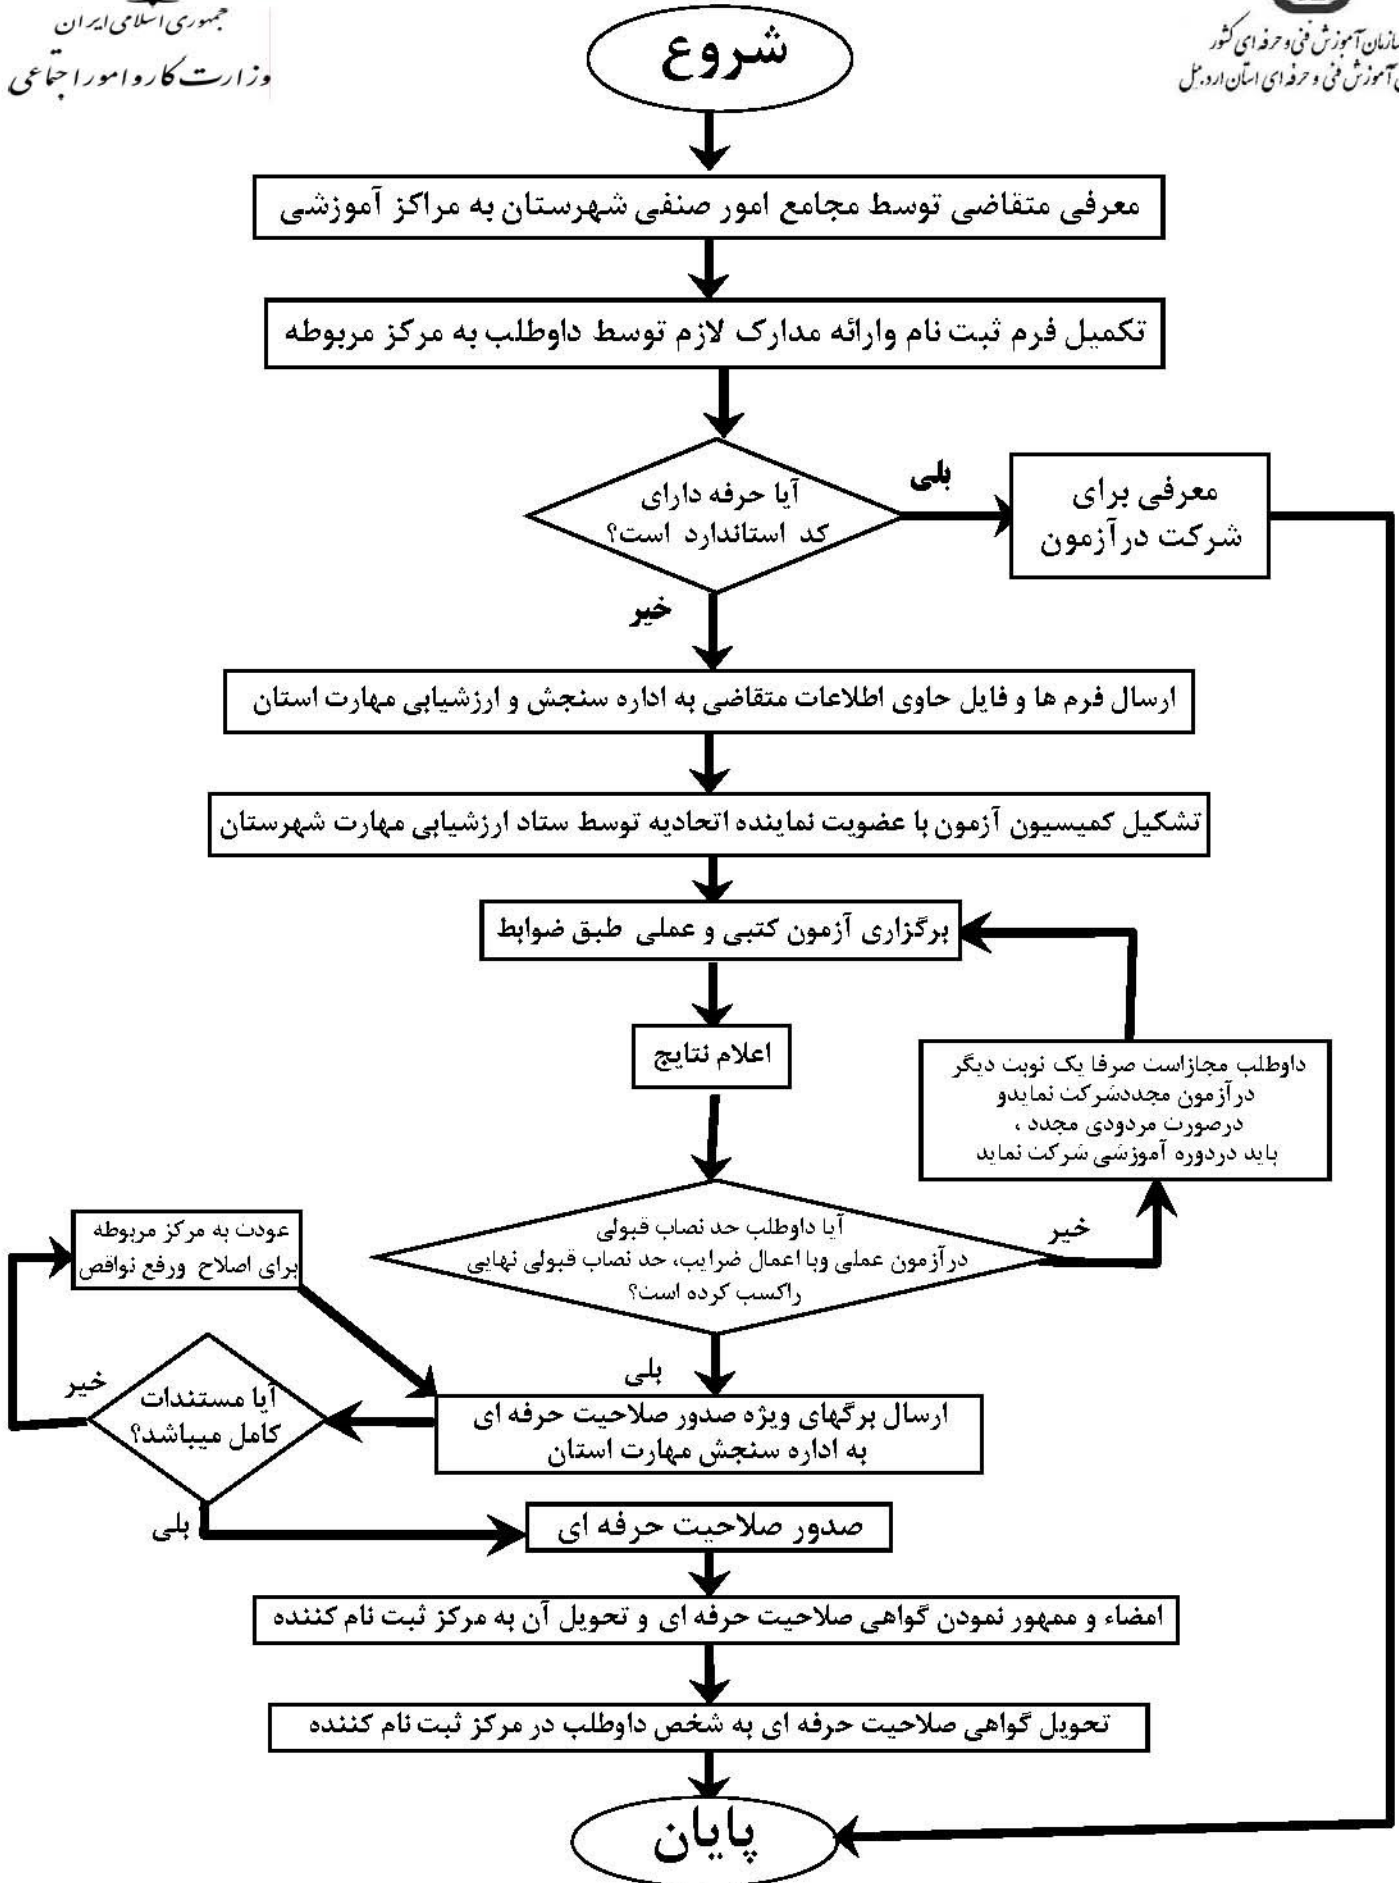 جمهوری اسلامی ایران
وزارت کار و امور اجتماعی
سازمان آموزش فنی و حرفه ای کشور
آموزش فنی و حرفه ای استان اردبیل
شروع
معرفی متقاضی توسط مجامع امور صنفی شهرستان به مراکز آموزشی
تکمیل فرم ثبت نام وارائه مدارک لازم توسط داوطلب به مرکز مربوطه
آیا حرفه دارای
کد استاندارد است؟
بلی
معرفی برای
شرکت درآزمون
خیر
ارسال فرم ها و فایل حاوی اطلاعات متقاضی به اداره سنجش و ارزشیابی مهارت استان
تشکیل کمیسیون آزمون با عضویت نماینده اتحادیه توسط ستاد ارزشیابی مهارت شهرستان
برگزاری آزمون کتبی و عملی طبق ضوابط
اعلام نتایج
داوطلب مجازاست صرفا یک نوبت دیگر
درآزمون مجددشرکت نمایدو
درصورت مردودی مجدد ،
باید دردوره آموزشی شرکت نماید
آیا داوطلب حد نصاب قبولی
درآزمون عملی وبا اعمال ضرایب، حد نصاب قبولی نهایی
راکسب کرده است؟
خیر
عودت به مرکز مربوطه
برای اصلاح ورفع نواقص
بلی
ارسال برگهای ویژه صدور صلاحیت حرفه ای
به اداره سنجش مهارت استان
آیا مستندات
کامل میباشد؟
خیر
بلی
صدور صلاحیت حرفه ای
امضاء و ممهور نمودن گواهی صلاحیت حرفه ای و تحویل آن به مرکز ثبت نام کننده
تحویل گواهی صلاحیت حرفه ای به شخص داوطلب در مرکز ثبت نام کننده
پایان